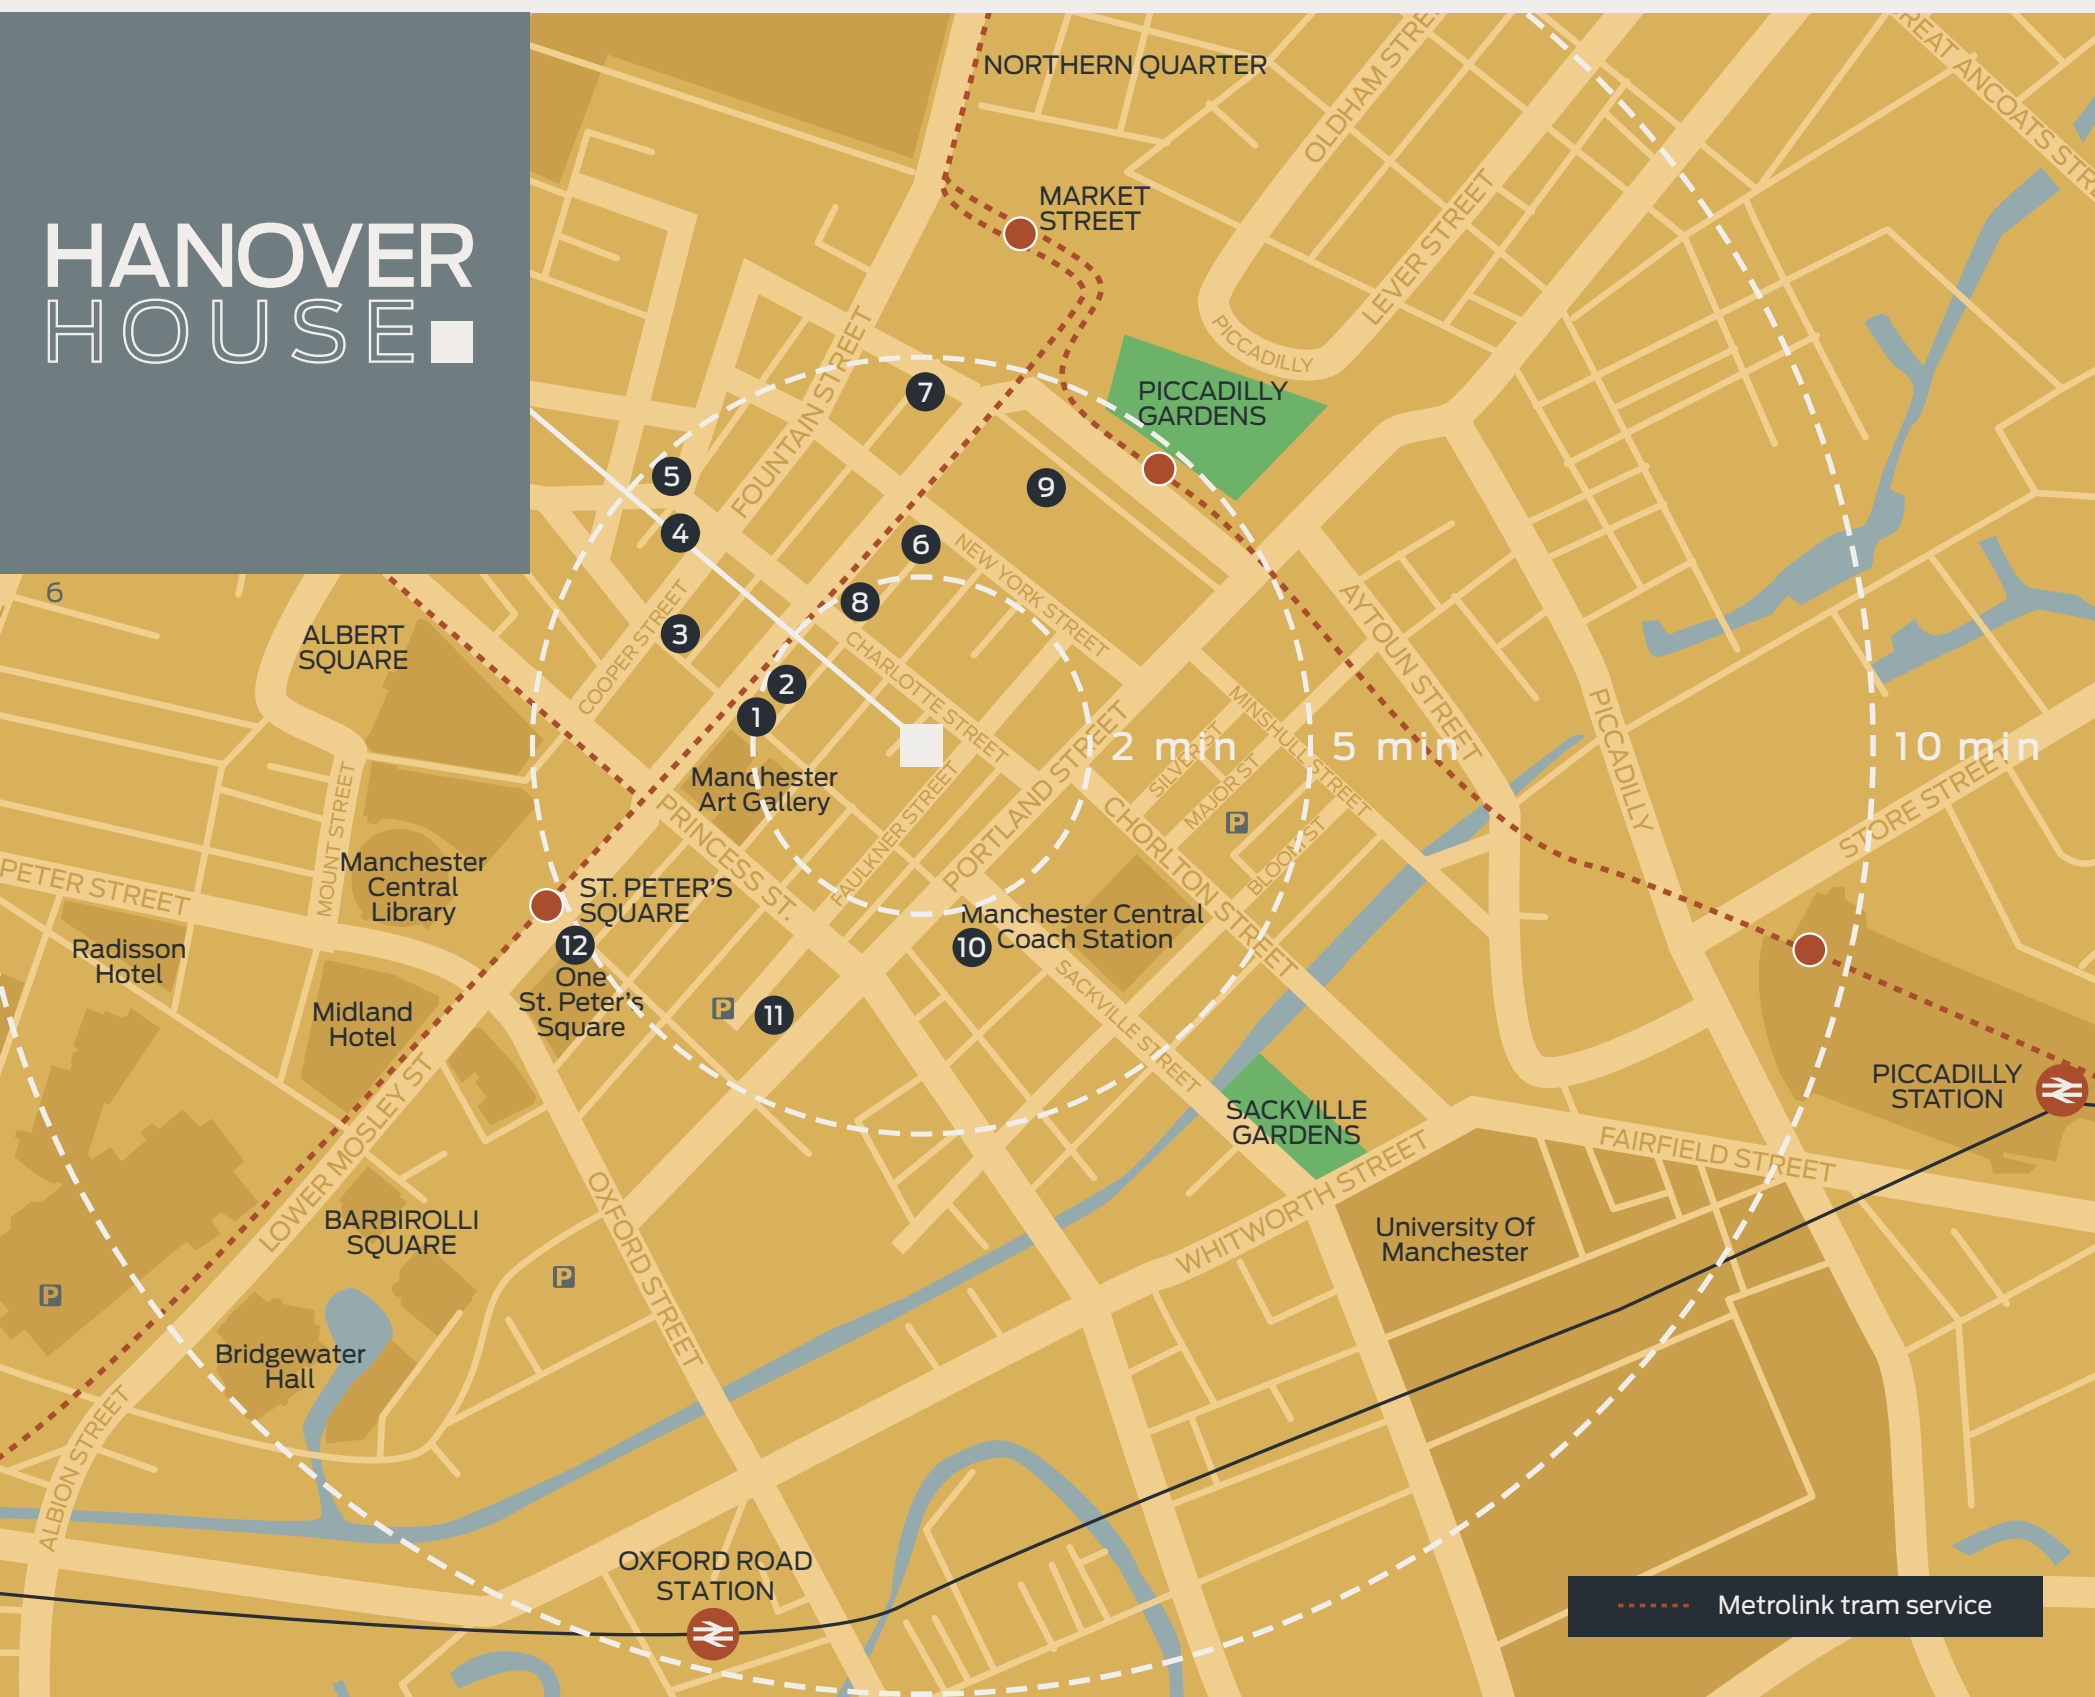 HANOVER
HOUSE
NORTHERN QUARTER
OLDHAM STRE
REAT ANCOATS STR
MARKET
STREET
LEVER STREET
PICCADILLY
FOUNTAIN STREET
PICCADILLY
GARDENS
7
5
9
4
6
NEW YORK STREET
6
8
ALBERT
SQUARE
COOPER STREET
3
CHARLOTTE STREET
AYTOUN STREET
2
1
MINSHULL STREET
PICCADILLY
2 min
5 min
10 min
SILVER ST
MAJOR ST
Manchester
Art Gallery
MOUNT STREET
PRINCESS ST.
FAULKNER STREET
PORTLAND STREET
CHORLTON STREET
P
BLOOM ST
STORE STREET
PETER STREET
Manchester
Central
Library
ST. PETER'S
SQUARE
12
One
St. Peter's
Square
Manchester Central
Coach Station
10
Radisson
Hotel
Midland
Hotel
P
11
SACKVILLE STREET
PICCADILLY
STATION
SACKVILLE
GARDENS
LOWER MOSLEY ST
FAIRFIELD STREET
WHITWORTH STREET
BARBIROLLI
SQUARE
OXFORD STREET
University Of
Manchester
P
P
Bridgewater
Hall
ALBION STREET
OXFORD ROAD
STATION
Metrolink tram service